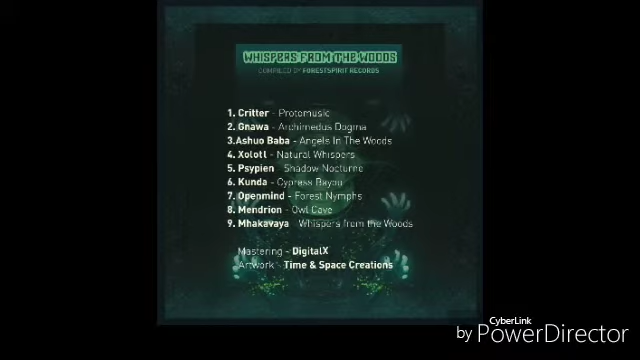 WHISPERS FROM THE WOODS
COMPILED BY FORESTSPIRIT RECORDS
1. Critter - Protomusic
2. Gnawa - Archimedus Dogma
3.Ashuo Baba - Angels In The Woods
4. Xolotl - Natural Whispers
5. Psypien - Shadow Nocturne
6. Kunda - Cypress Bayou
7. Openmind - Forest Nymphs
8. Mendrion - Owl Cave
9. Mhakavaya - Whispers from the Woods
Mastering - DigitalX
Artwork - Time & Space Creations
CyberLink
by PowerDirector